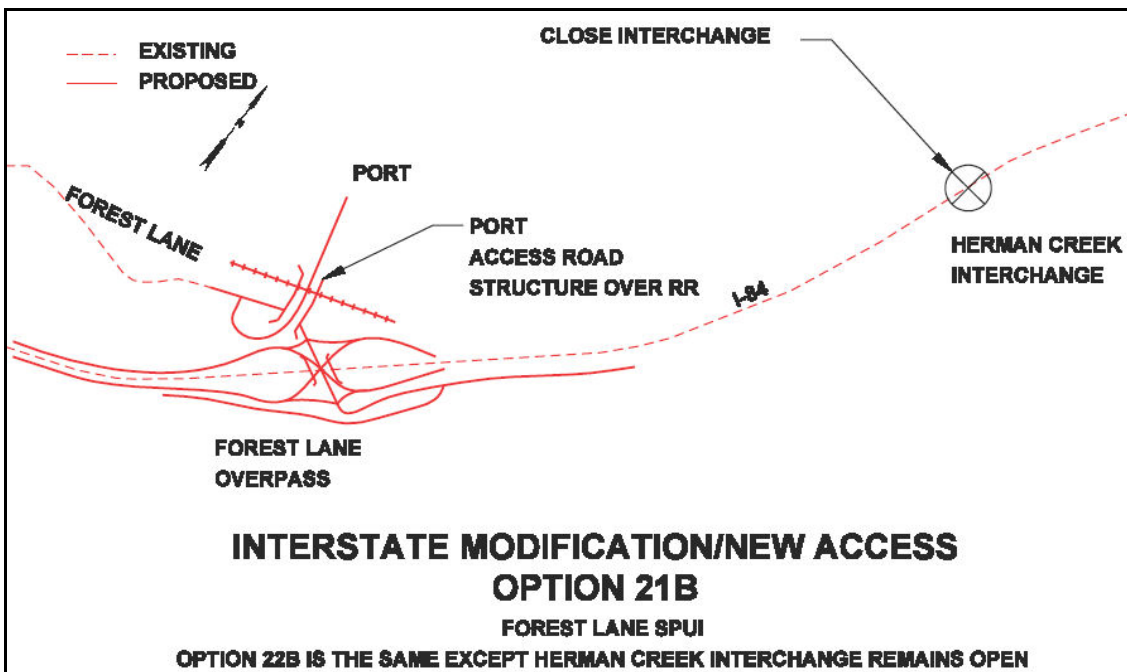 EXISTING
PROPOSED
CLOSE INTERCHANGE
N
PORT
FOREST LANE
PORT
ACCESS ROAD
STRUCTURE OVER RR
HERMAN CREEK
INTERCHANGE
I-84
FOREST LANE
OVERPASS
INTERSTATE MODIFICATION/NEW ACCESS
OPTION 21B
FOREST LANE SPUI
OPTION 22B IS THE SAME EXCEPT HERMAN CREEK INTERCHANGE REMAINS OPEN